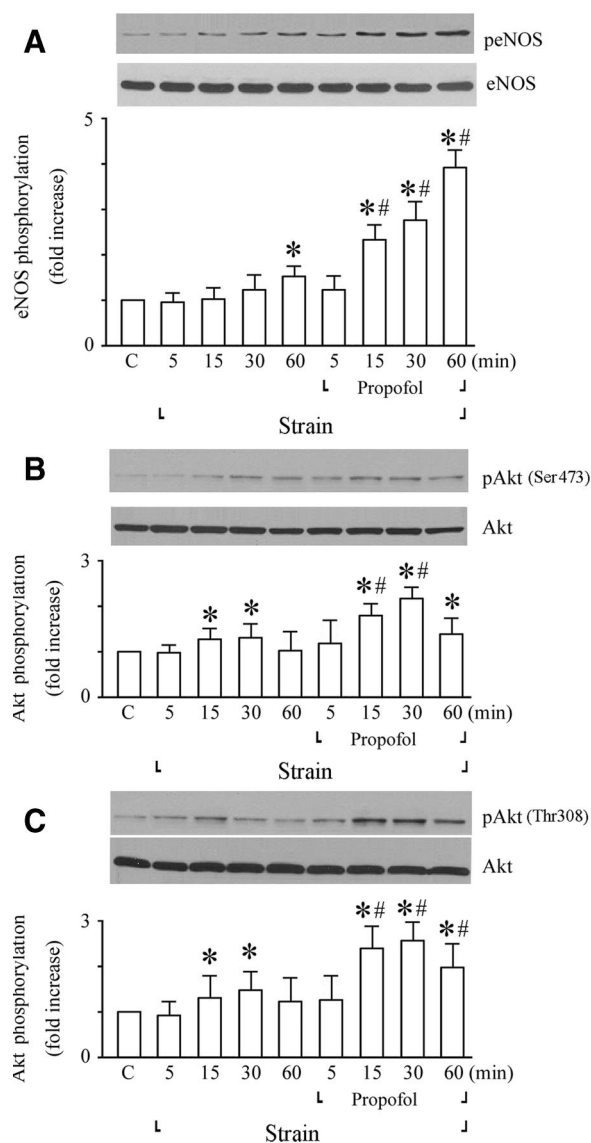 A
peNOS
eNOS
eNOS phosphorylation
(fold increase)
5
0
* *# *# *#
C 5 15 30 60 5 15 30 60 (min)
Propofol
Strain
B
pAkt (Ser473)
Akt
Akt phosphorylation
(fold increase)
3
0
* * *# *# *
C 5 15 30 60 5 15 30 60 (min)
Propofol
Strain
C
pAkt (Thr308)
Akt
Akt phosphorylation
(fold increase)
3
0
* * *# *# *#
C 5 15 30 60 5 15 30 60 (min)
Propofol
Strain